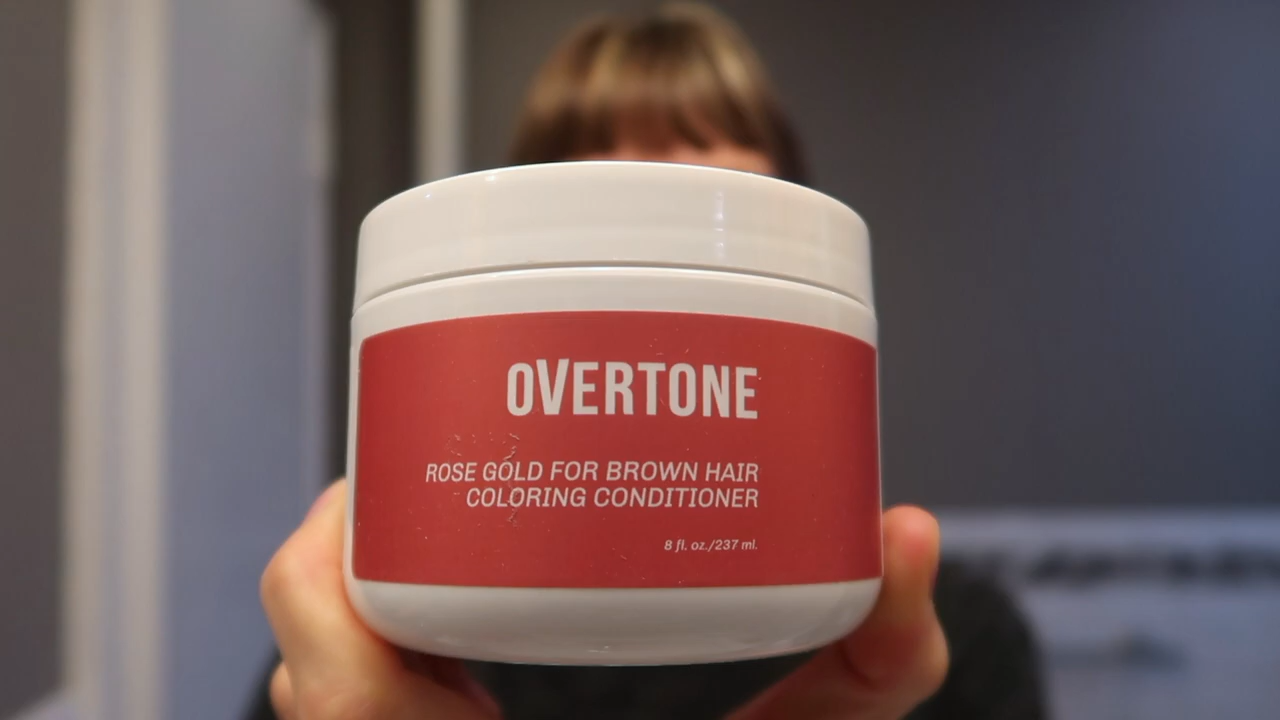 OVERTONE
ROSE GOLD FOR BROWN HAIR
COLORING CONDITIONER
8 fl. oz./237 ml.